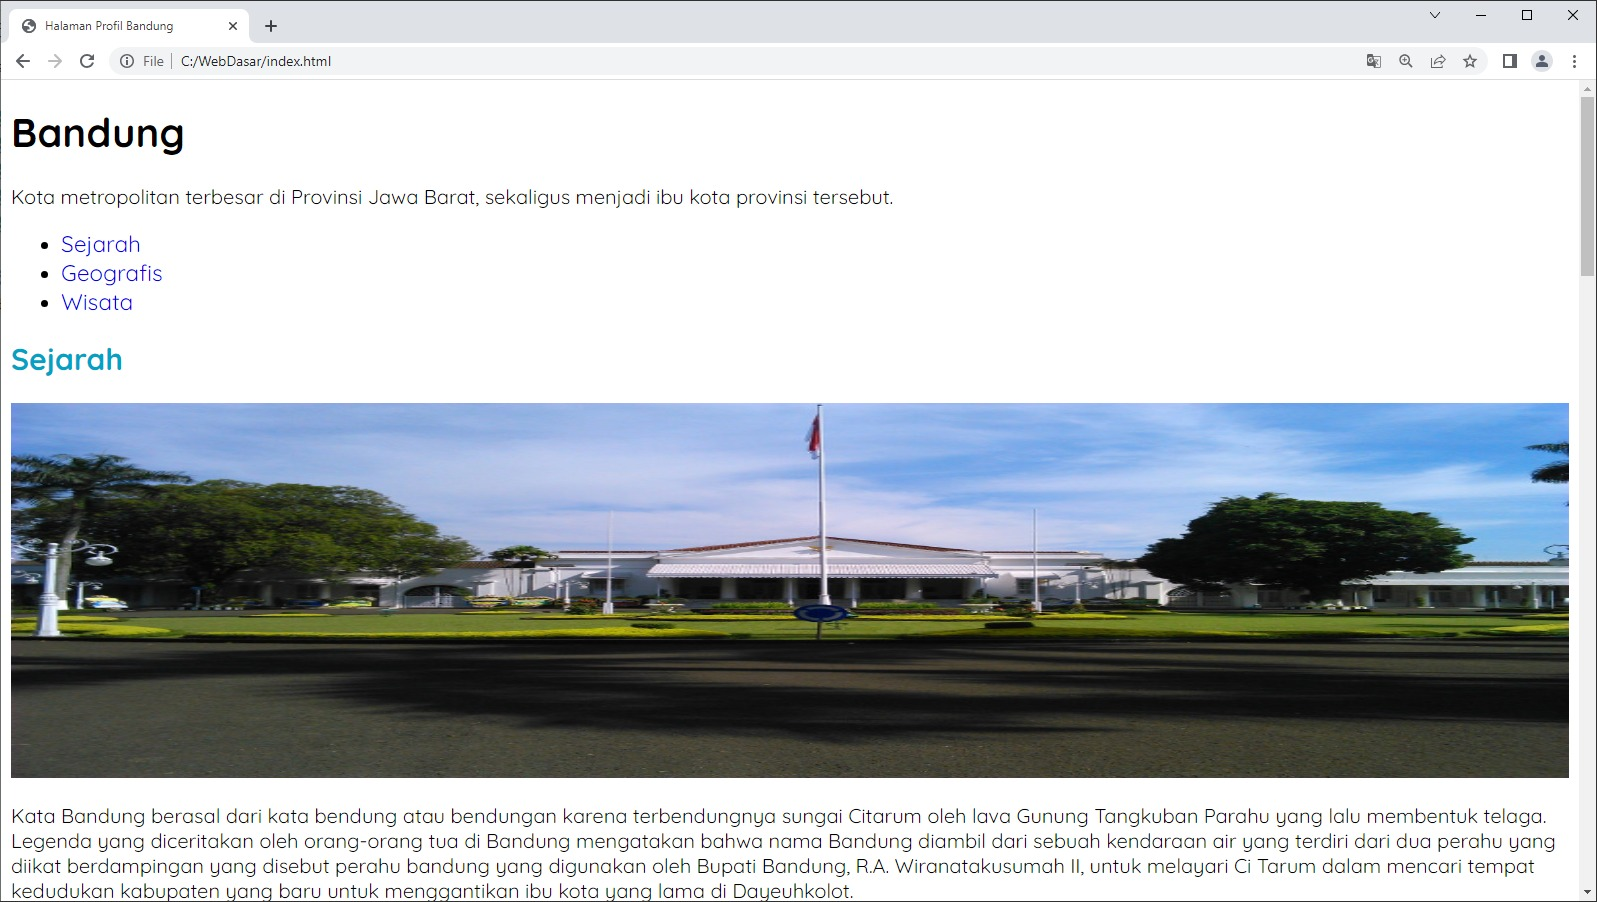 Halaman Profil Bandung
File
C:/WebDasar/index.html
Bandung
Kota metropolitan terbesar di Provinsi Jawa Barat, sekaligus menjadi ibu kota provinsi tersebut.
Sejarah
Geografis
Wisata
Sejarah
Kata Bandung berasal dari kata bendung atau bendungan karena terbendungnya sungai Citarum oleh lava Gunung Tangkuban Parahu yang lalu membentuk telaga.
Legenda yang diceritakan oleh orang-orang tua di Bandung mengatakan bahwa nama Bandung diambil dari sebuah kendaraan air yang terdiri dari dua perahu yang
diikat berdampingan yang disebut perahu bandung yang digunakan oleh Bupati Bandung, R.A. Wiranatakusumah II, untuk melayari Ci Tarum dalam mencari tempat
kedudukan kabupaten yang baru untuk menggantikan ibu kota yang lama di Dayeuhkolot.